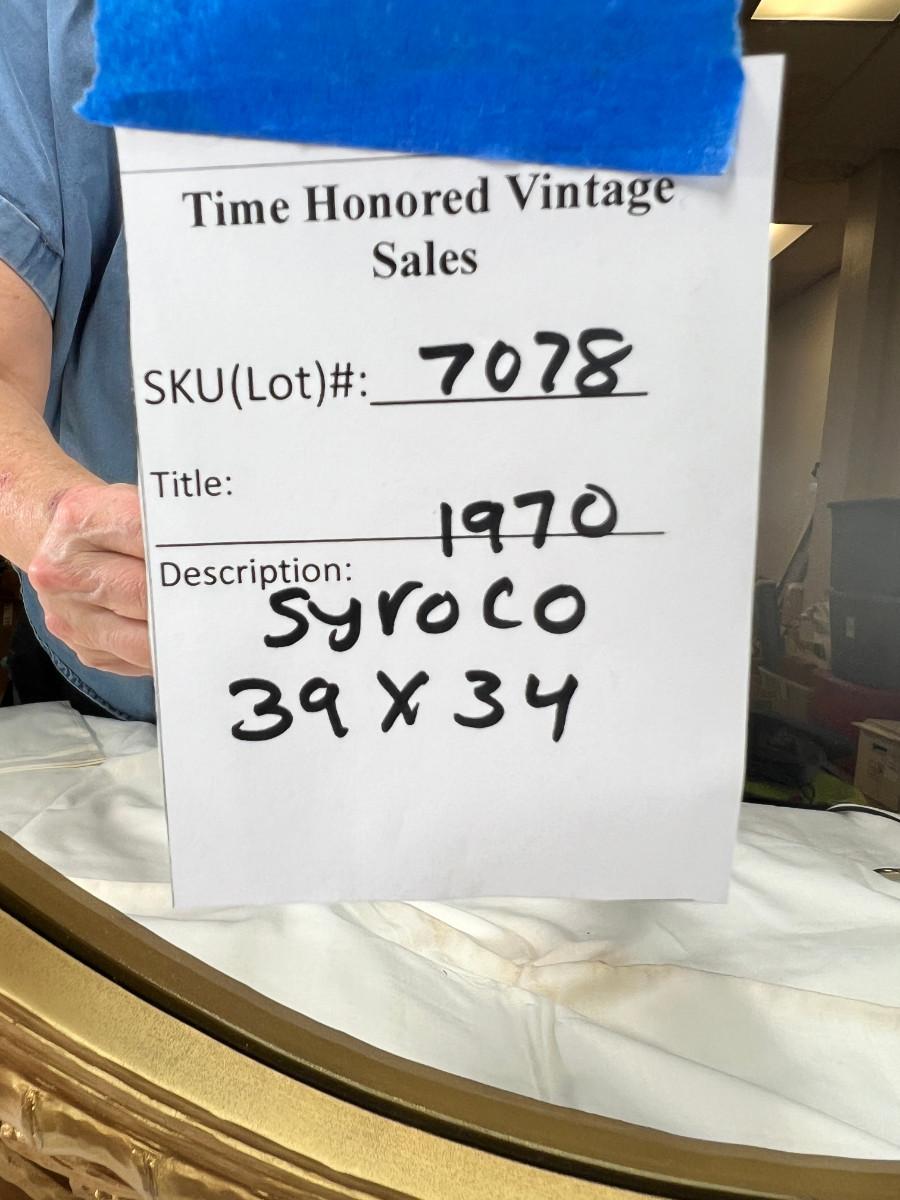 Time Honored Vintage
Sales
SKU(Lot)#: 7078
Title:
1970
Description:
Syroco
39 X 34